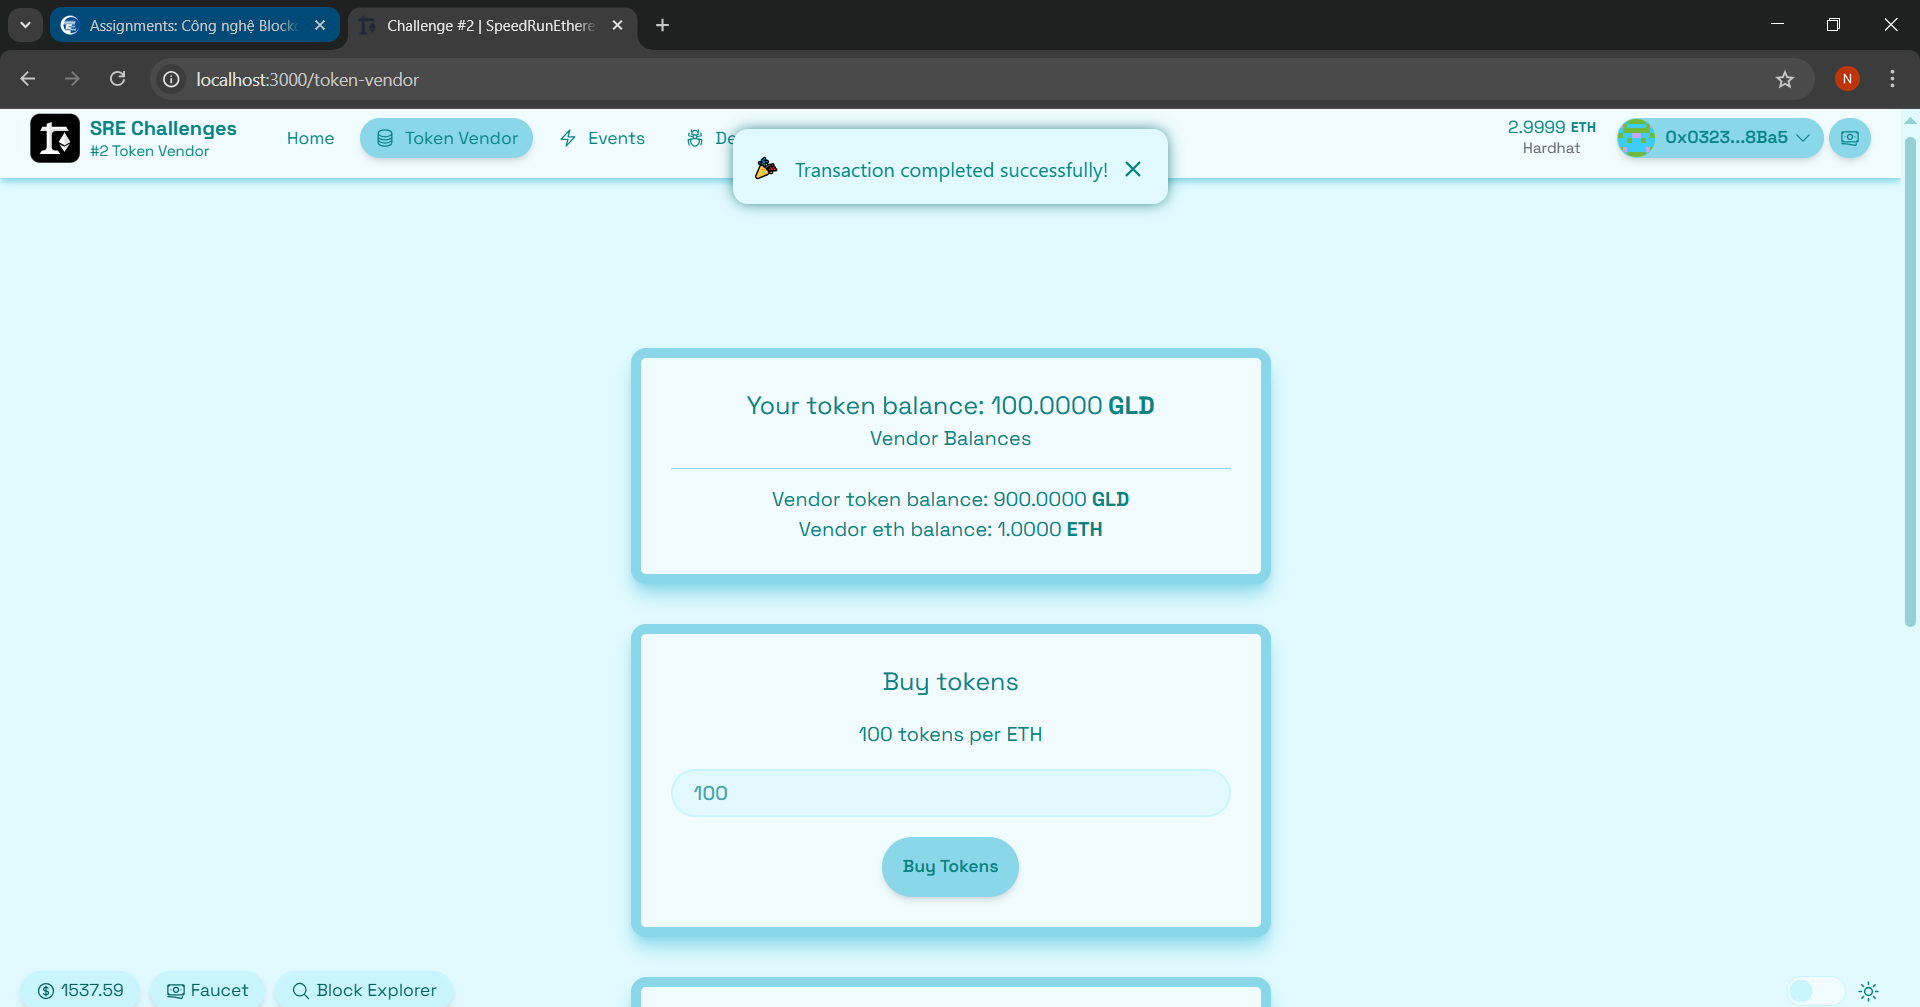 Assignments: Công nghệ Blockc
Challenge #2 | SpeedRunEthere
localhost:3000/token-vendor
N
SRE Challenges
#2 Token Vendor
Home
Token Vendor
Events
De
Transaction completed successfully!
2.9999 ETH
Hardhat
0x0323...8Ba5
Your token balance: 100.0000 GLD
Vendor Balances
Vendor token balance: 900.0000 GLD
Vendor eth balance: 1.0000 ETH
Buy tokens
100 tokens per ETH
100
Buy Tokens
1537.59
Faucet
Block Explorer